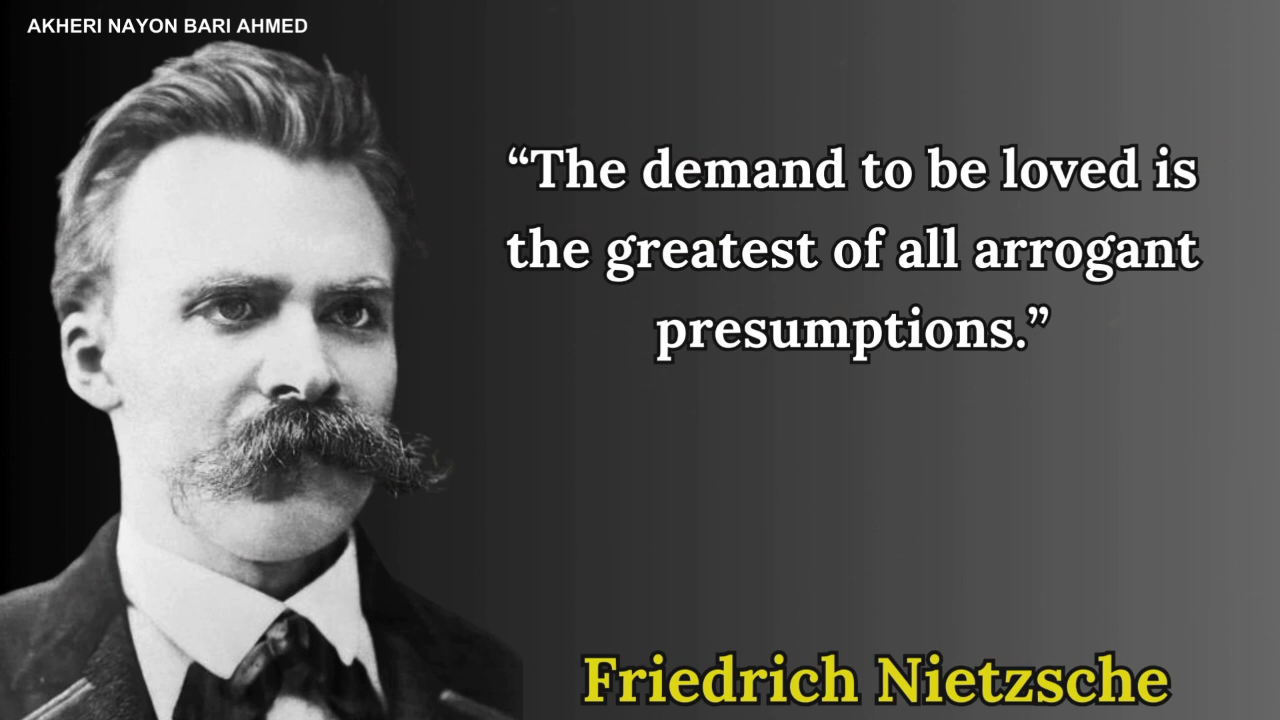 AKHERI NAYON BARI AHMED
“The demand to be loved is
the greatest of all arrogant
presumptions.”
Friedrich Nietzsche